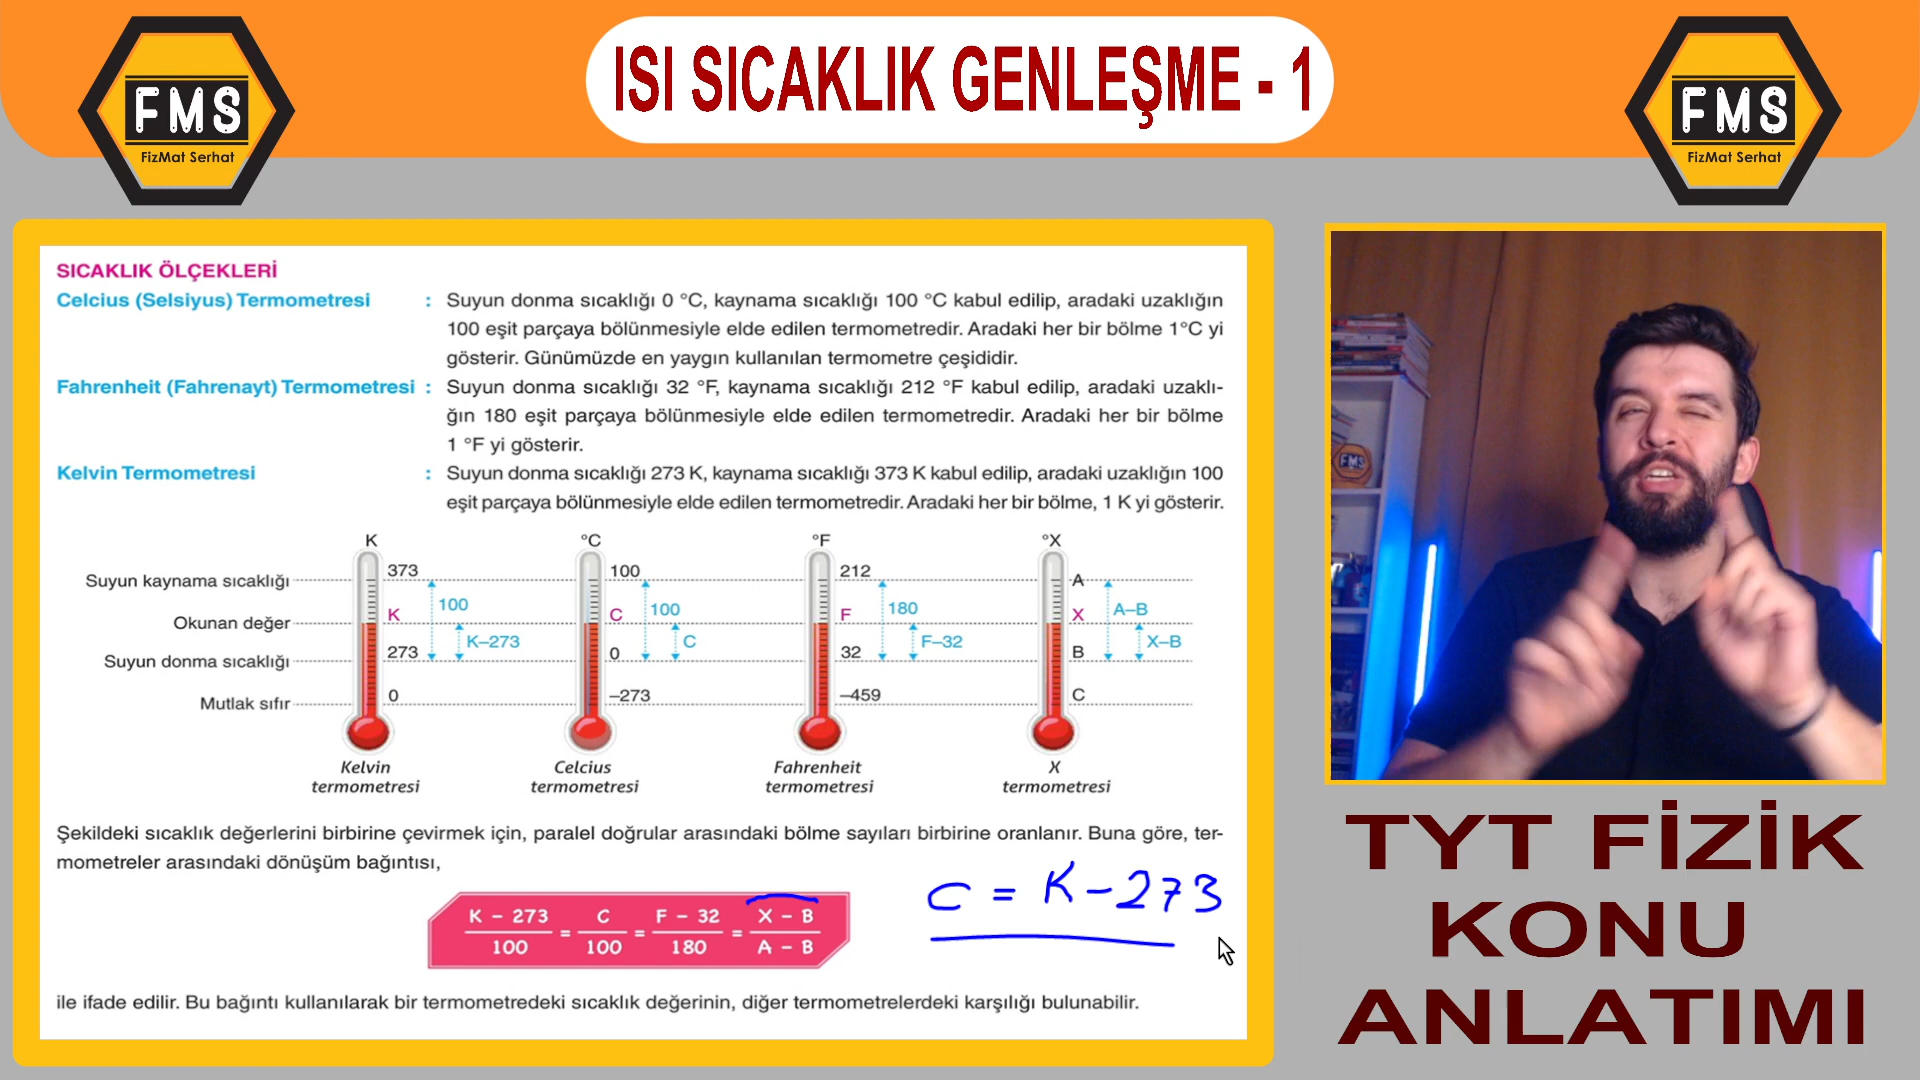 ISI SICAKLIK GENLEŞME - 1
FMS
FizMat Serhat
FMS
FizMat Serhat
SICAKLIK ÖLÇEKLERİ
Celcius (Selsiyus) Termometresi : Suyun donma sıcaklığı 0 °C, kaynama sıcaklığı 100 °C kabul edilip, aradaki uzaklığın
100 eşit parçaya bölünmesiyle elde edilen termometredir. Aradaki her bir bölme 1°C yi
gösterir. Günümüzde en yaygın kullanılan termometre çeşididir.
Fahrenheit (Fahrenayt) Termometresi : Suyun donma sıcaklığı 32 °F, kaynama sıcaklığı 212 °F kabul edilip, aradaki uzaklı-
ğın 180 eşit parçaya bölünmesiyle elde edilen termometredir. Aradaki her bir bölme
1 °F yi gösterir.
Kelvin Termometresi : Suyun donma sıcaklığı 273 K, kaynama sıcaklığı 373 K kabul edilip, aradaki uzaklığın 100
eşit parçaya bölünmesiyle elde edilen termometredir. Aradaki her bir bölme, 1 K yi gösterir.
K °C °F °X
Suyun kaynama sıcaklığı 373 100 212 A
100 100 180 A–B
Okunan değer K C F X
K–273 C F–32 X–B
Suyun donma sıcaklığı 273 0 32 B
Mutlak sıfır 0 –273 –459 C
Kelvin termometresi
Celcius termometresi
Fahrenheit termometresi
X termometresi
Şekildeki sıcaklık değerlerini birbirine çevirmek için, paralel doğrular arasındaki bölme sayıları birbirine oranlanır. Buna göre, ter-
mometreler arasındaki dönüşüm bağıntısı,
K - 273 / 100 = C / 100 = F - 32 / 180 = X - B / A - B
C = K - 273
ile ifade edilir. Bu bağıntı kullanılarak bir termometredeki sıcaklık değerinin, diğer termometrelerdeki karşılığı bulunabilir.
FMS
TYT FİZİK
KONU
ANLATIMI